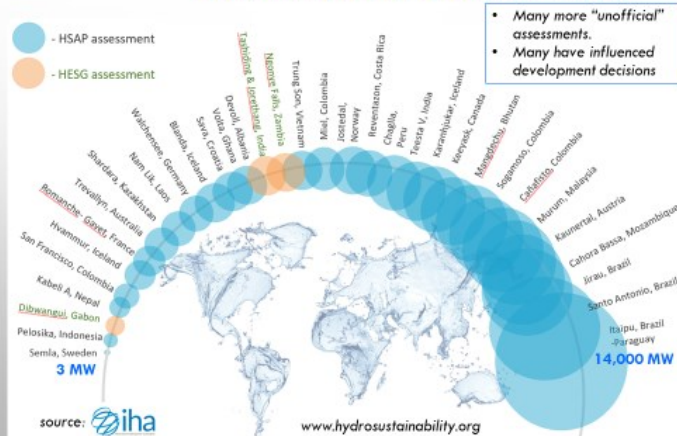 - HSAP assessment
- HESG assessment
• Many more “unofficial”
assessments.
• Many have influenced
development decisions
Semla, Sweden
3 MW
Pelosika, Indonesia
Dibwangui, Gabon
Kabeli A, Nepal
San Francisco, Colombia
Hvammur, Iceland
Romanche- Gavet, France
Trevallyn, Australia
Shardara, Kazakhstan
Nam Lik, Laos
Walchensee, Germany
Blanda, Iceland
Sava, Croatia
Volta, Ghana
Devoll, Albania
Tashiding & Jorethang, India
Ngonye Falls, Zambia
Trung Son, Vietnam
Miel, Colombia
Jostedal,
Norway
Reventazon, Costa Rica
Chaglla,
Peru
Teesta V, India
Karahnjukar, Iceland
Keeyask, Canada
Mangdechu, Bhutan
Sogamoso, Colombia
Cañafisto, Colombia
Murum, Malaysia
Kaunertal, Austria
Cahora Bassa, Mozambique
Jirau, Brazil
Santo Antonio, Brazil
Itaipu, Brazil
-Paraguay
14,000 MW
source: iha
www.hydrosustainability.org